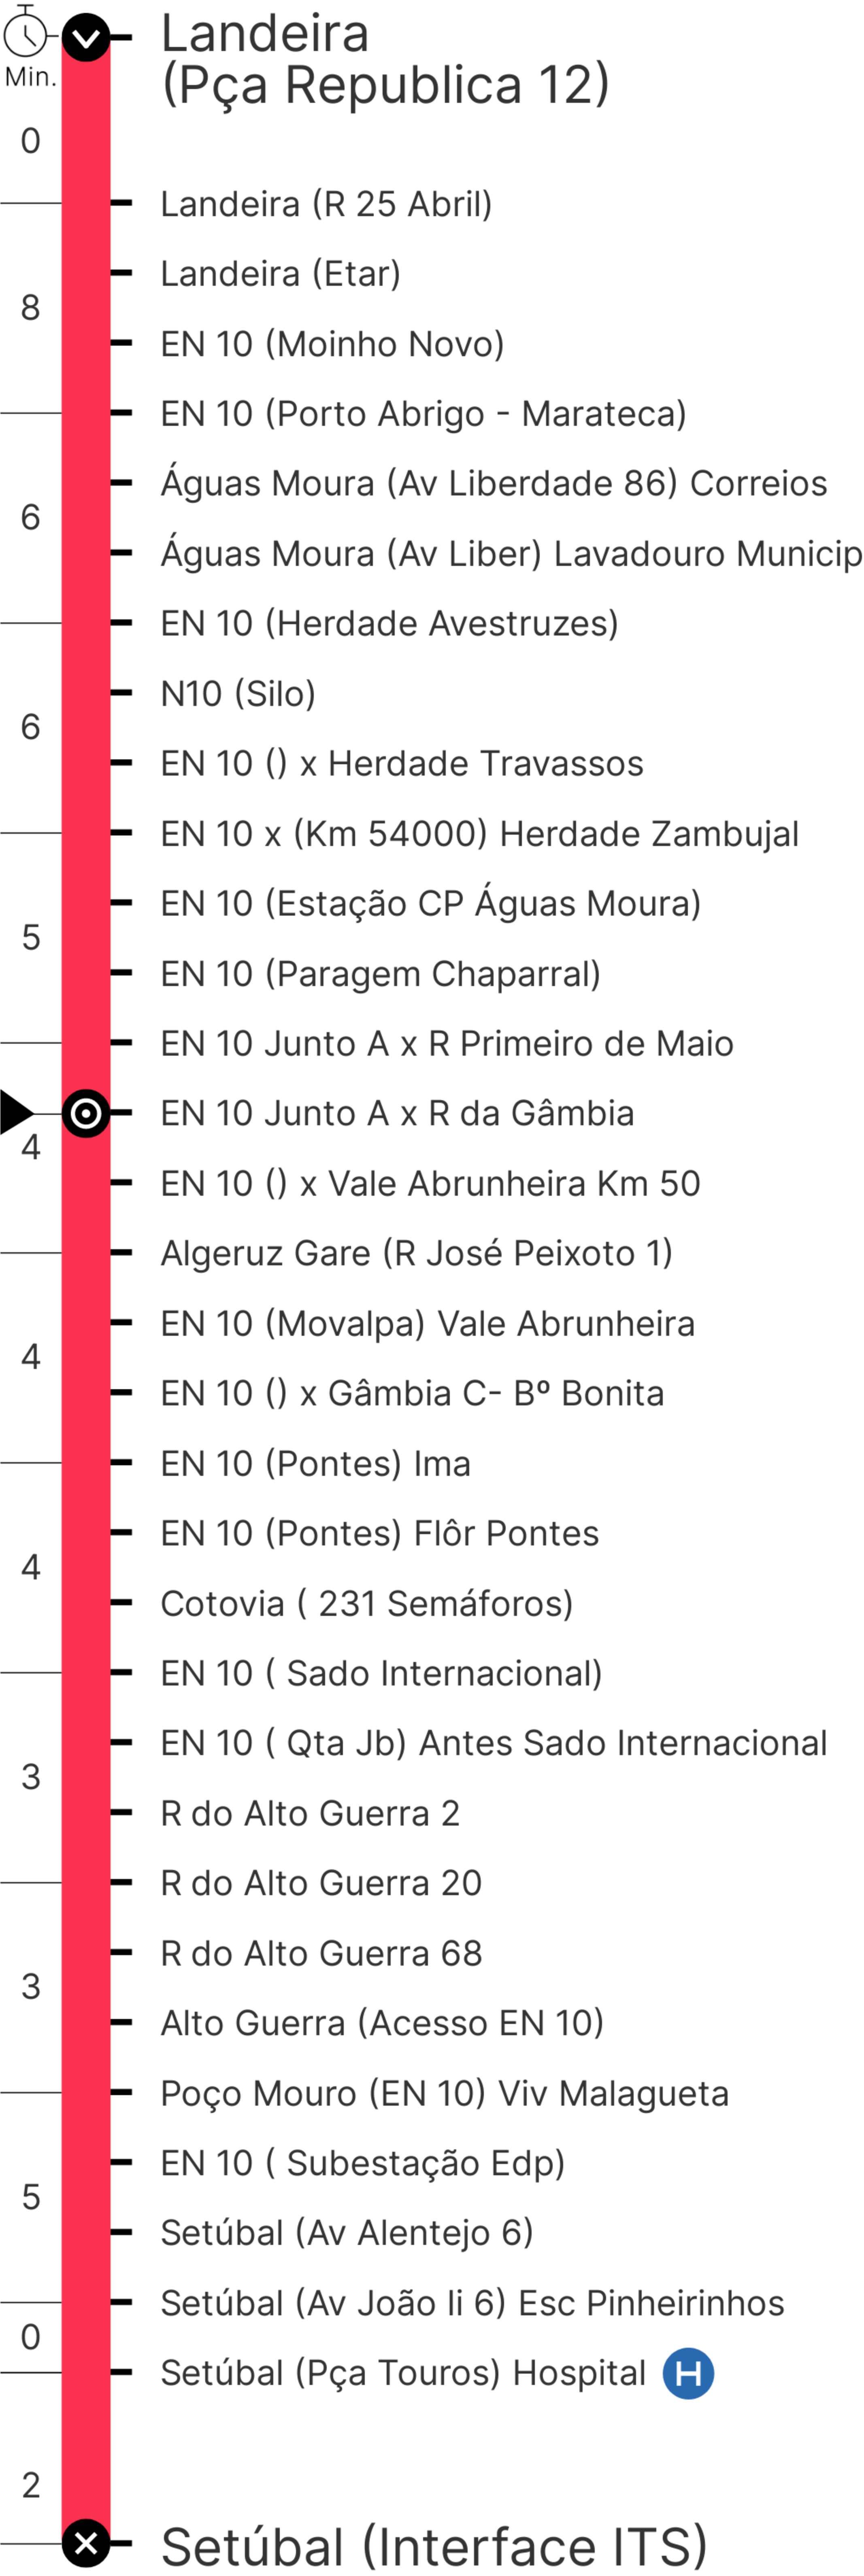 Min.
Landeira
(Pça Republica 12)
0
Landeira (R 25 Abril)
Landeira (Etar)
8
EN 10 (Moinho Novo)
EN 10 (Porto Abrigo - Marateca)
Águas Moura (Av Liberdade 86) Correios
6
Águas Moura (Av Liber) Lavadouro Municip
EN 10 (Herdade Avestruzes)
N10 (Silo)
6
EN 10 () x Herdade Travassos
EN 10 x (Km 54000) Herdade Zambujal
EN 10 (Estação CP Águas Moura)
5
EN 10 (Paragem Chaparral)
EN 10 Junto A x R Primeiro de Maio
EN 10 Junto A x R da Gâmbia
4
EN 10 () x Vale Abrunheira Km 50
Algeruz Gare (R José Peixoto 1)
EN 10 (Movalpa) Vale Abrunheira
4
EN 10 () x Gâmbia C- Bº Bonita
EN 10 (Pontes) Ima
EN 10 (Pontes) Flôr Pontes
4
Cotovia ( 231 Semáforos)
EN 10 ( Sado Internacional)
EN 10 ( Qta Jb) Antes Sado Internacional
3
R do Alto Guerra 2
R do Alto Guerra 20
R do Alto Guerra 68
3
Alto Guerra (Acesso EN 10)
Poço Mouro (EN 10) Viv Malagueta
EN 10 ( Subestação Edp)
5
Setúbal (Av Alentejo 6)
Setúbal (Av João Ii 6) Esc Pinheirinhos
0
Setúbal (Pça Touros) Hospital H
2
Setúbal (Interface ITS)